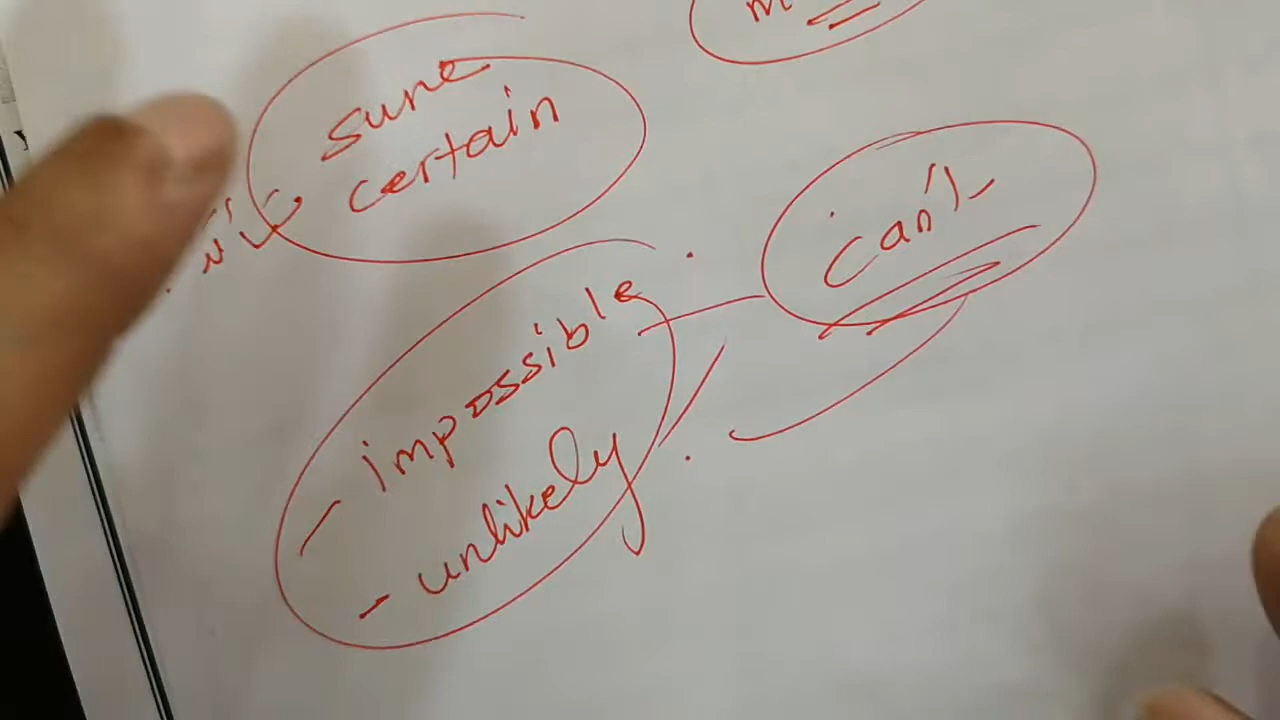 sure
certain
can't
- impossible
- unlikely